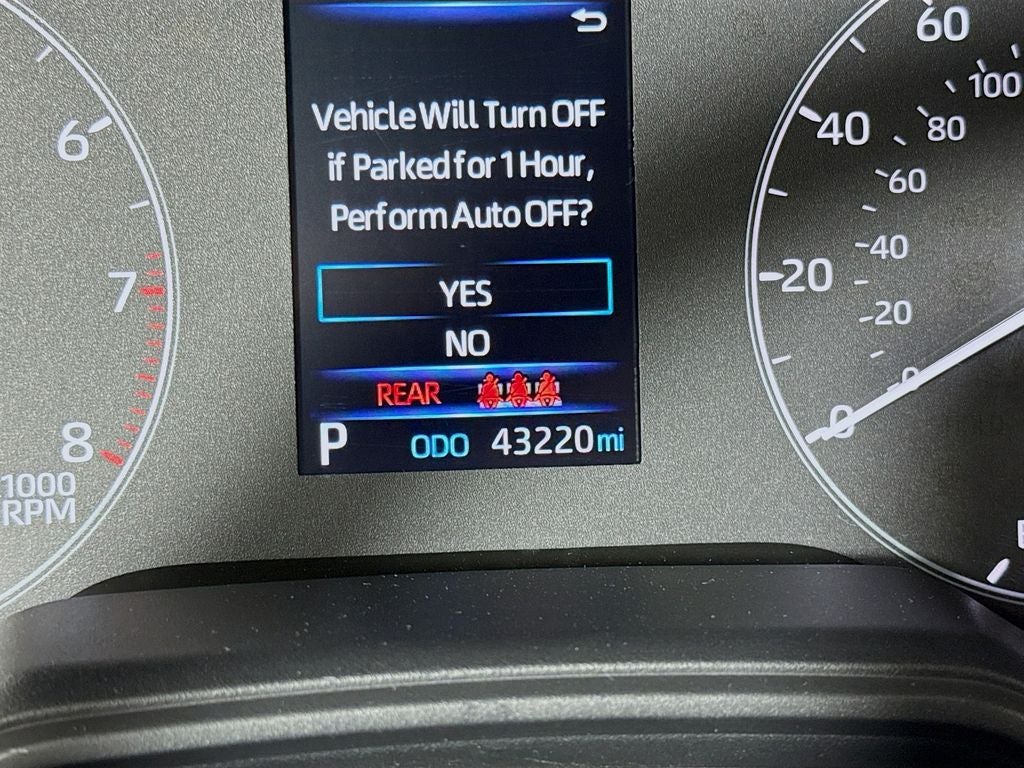 Vehicle Will Turn OFF
if Parked for 1 Hour,
Perform Auto OFF?
YES
NO
REAR
P ODO 43220 mi
6
7
8
1000
RPM
60
40
20
0
100
80
60
40
20
0